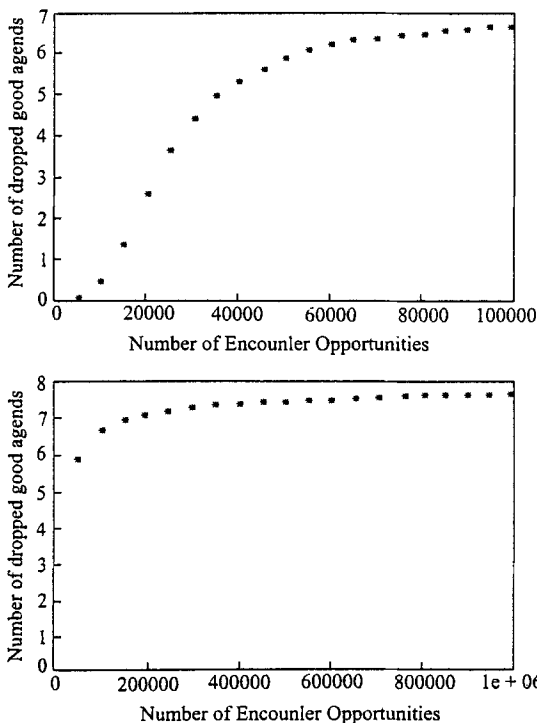 7
6
5
4
3
2
1
0
Number of dropped good agends
0 20000 40000 60000 80000 100000
Number of Encounler Opportunities
8
7
6
5
4
3
2
1
0
Number of dropped good agends
0 200000 400000 600000 800000 1e + 06
Number of Encounler Opportunities